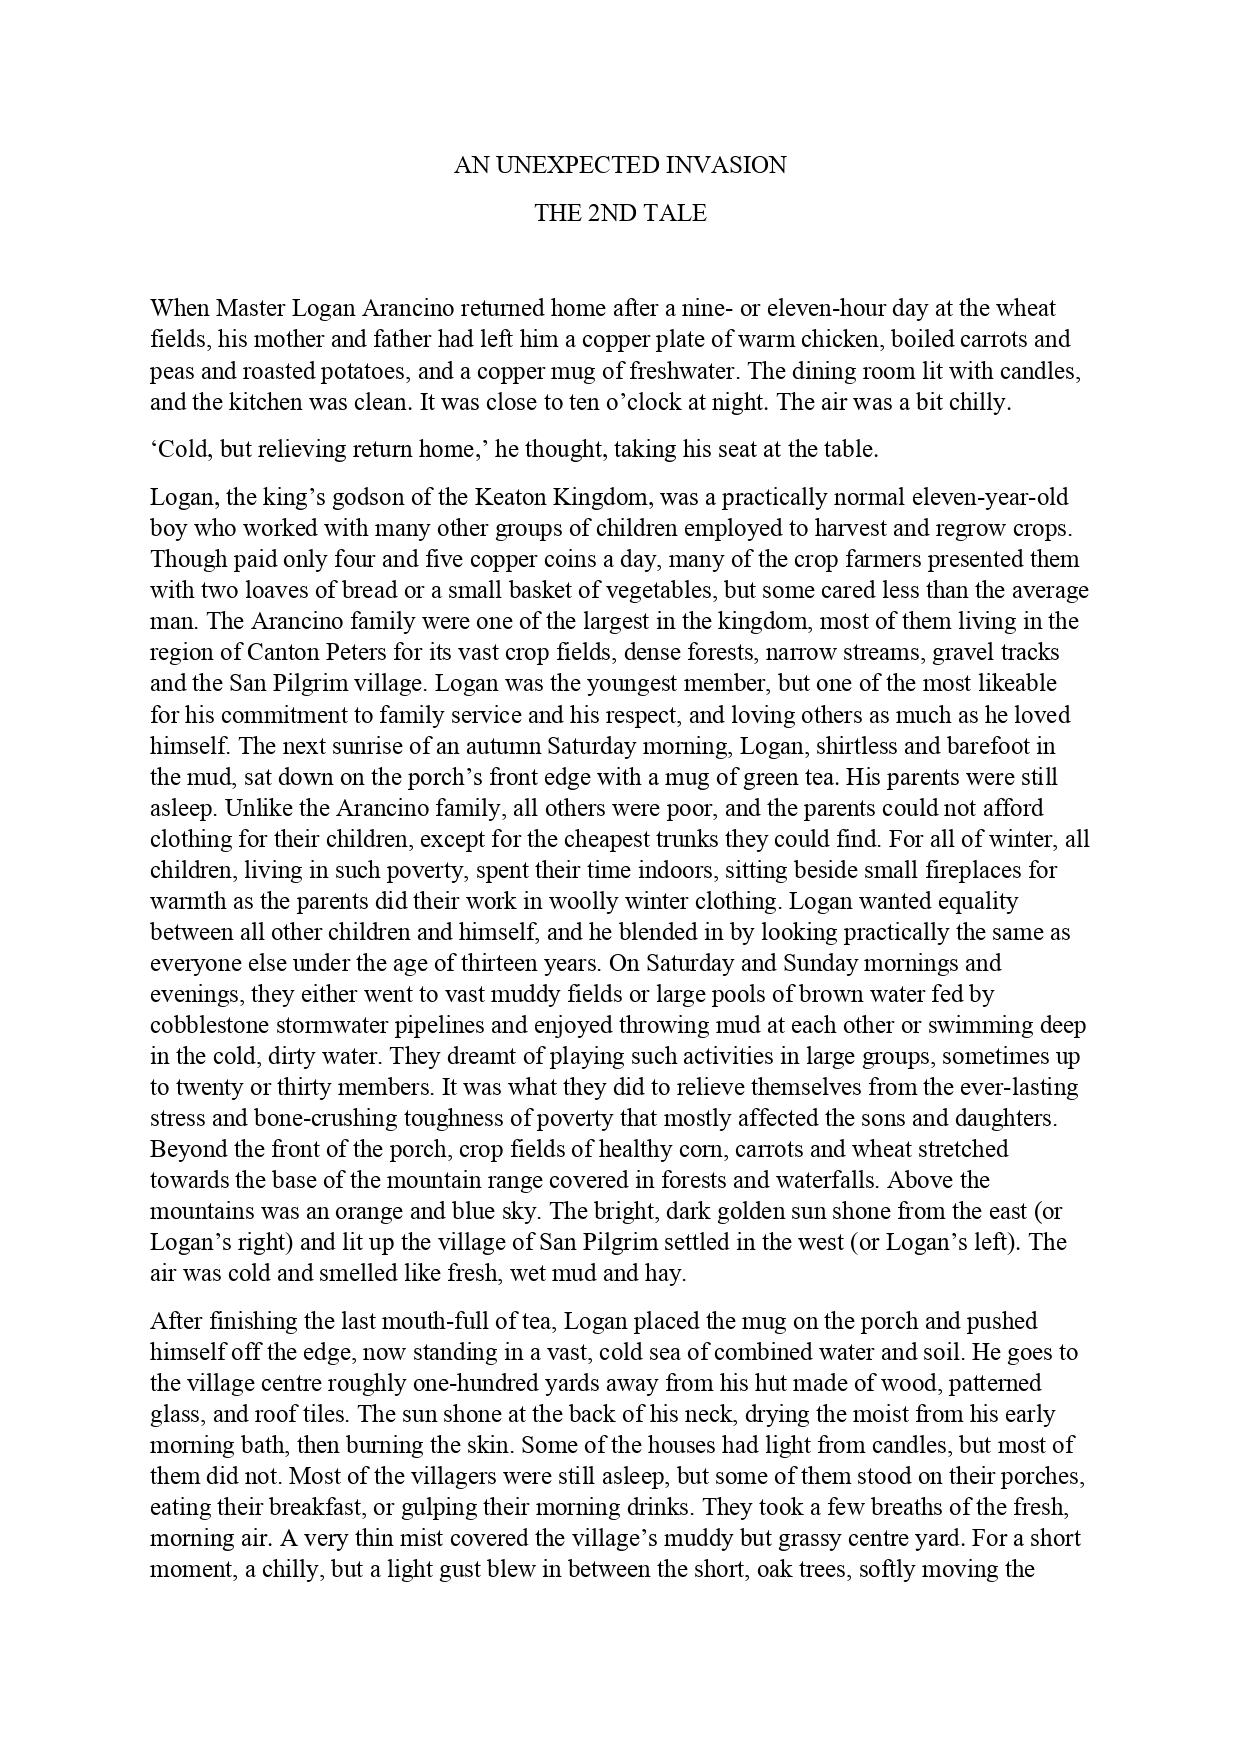 AN UNEXPECTED INVASION
THE 2ND TALE
When Master Logan Arancino returned home after a nine- or eleven-hour day at the wheat
fields, his mother and father had left him a copper plate of warm chicken, boiled carrots and
peas and roasted potatoes, and a copper mug of freshwater. The dining room lit with candles,
and the kitchen was clean. It was close to ten o’clock at night. The air was a bit chilly.
‘Cold, but relieving return home,’ he thought, taking his seat at the table.
Logan, the king’s godson of the Keaton Kingdom, was a practically normal eleven-year-old
boy who worked with many other groups of children employed to harvest and regrow crops.
Though paid only four and five copper coins a day, many of the crop farmers presented them
with two loaves of bread or a small basket of vegetables, but some cared less than the average
man. The Arancino family were one of the largest in the kingdom, most of them living in the
region of Canton Peters for its vast crop fields, dense forests, narrow streams, gravel tracks
and the San Pilgrim village. Logan was the youngest member, but one of the most likeable
for his commitment to family service and his respect, and loving others as much as he loved
himself. The next sunrise of an autumn Saturday morning, Logan, shirtless and barefoot in
the mud, sat down on the porch’s front edge with a mug of green tea. His parents were still
asleep. Unlike the Arancino family, all others were poor, and the parents could not afford
clothing for their children, except for the cheapest trunks they could find. For all of winter, all
children, living in such poverty, spent their time indoors, sitting beside small fireplaces for
warmth as the parents did their work in woolly winter clothing. Logan wanted equality
between all other children and himself, and he blended in by looking practically the same as
everyone else under the age of thirteen years. On Saturday and Sunday mornings and
evenings, they either went to vast muddy fields or large pools of brown water fed by
cobblestone stormwater pipelines and enjoyed throwing mud at each other or swimming deep
in the cold, dirty water. They dreamt of playing such activities in large groups, sometimes up
to twenty or thirty members. It was what they did to relieve themselves from the ever-lasting
stress and bone-crushing toughness of poverty that mostly affected the sons and daughters.
Beyond the front of the porch, crop fields of healthy corn, carrots and wheat stretched
towards the base of the mountain range covered in forests and waterfalls. Above the
mountains was an orange and blue sky. The bright, dark golden sun shone from the east (or
Logan’s right) and lit up the village of San Pilgrim settled in the west (or Logan’s left). The
air was cold and smelled like fresh, wet mud and hay.
After finishing the last mouth-full of tea, Logan placed the mug on the porch and pushed
himself off the edge, now standing in a vast, cold sea of combined water and soil. He goes to
the village centre roughly one-hundred yards away from his hut made of wood, patterned
glass, and roof tiles. The sun shone at the back of his neck, drying the moist from his early
morning bath, then burning the skin. Some of the houses had light from candles, but most of
them did not. Most of the villagers were still asleep, but some of them stood on their porches,
eating their breakfast, or gulping their morning drinks. They took a few breaths of the fresh,
morning air. A very thin mist covered the village’s muddy but grassy centre yard. For a short
moment, a chilly, but a light gust blew in between the short, oak trees, softly moving the